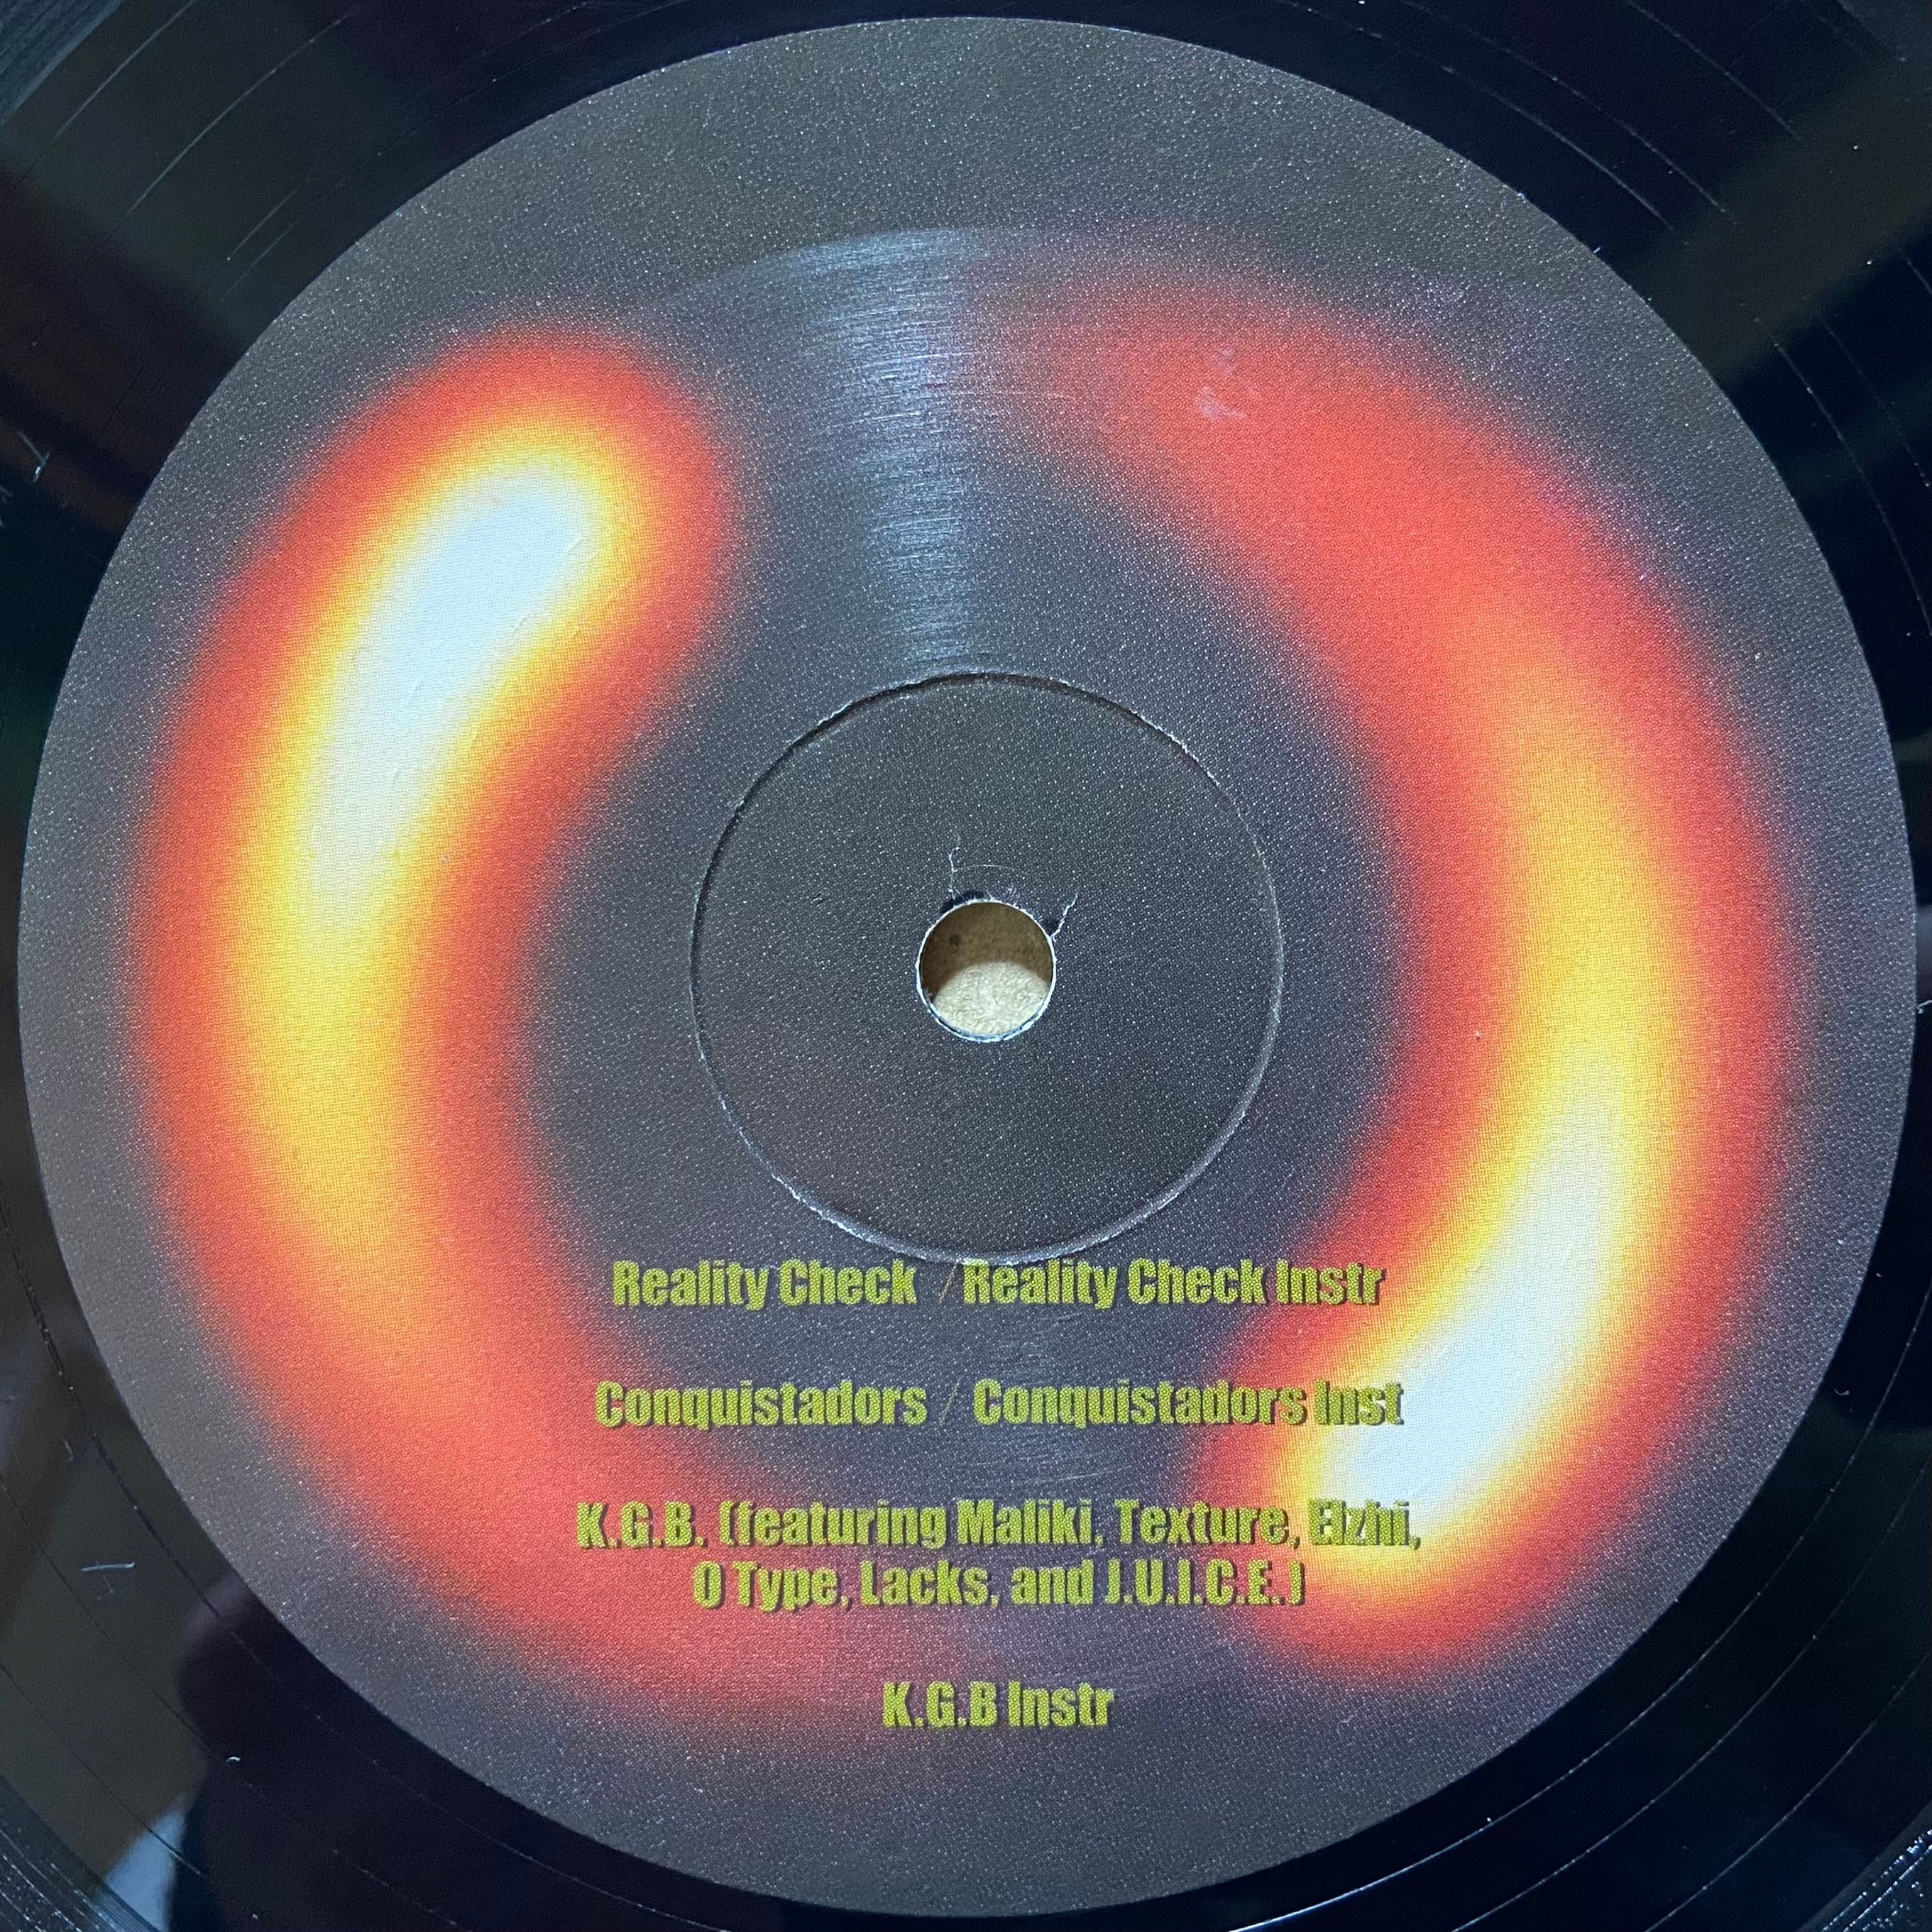 Reality Check / Reality Check Instr
Conquistadors / Conquistadors Inst
K.G.B. (featuring Maliki, Texture, Elzhi,
O Type, Lacks, and J.U.I.C.E.)
K.G.B Instr